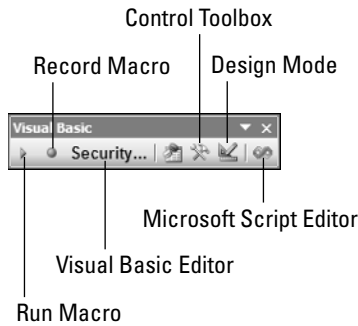 Control Toolbox
Record Macro
Design Mode
Visual Basic
Security...
Microsoft Script Editor
Visual Basic Editor
Run Macro